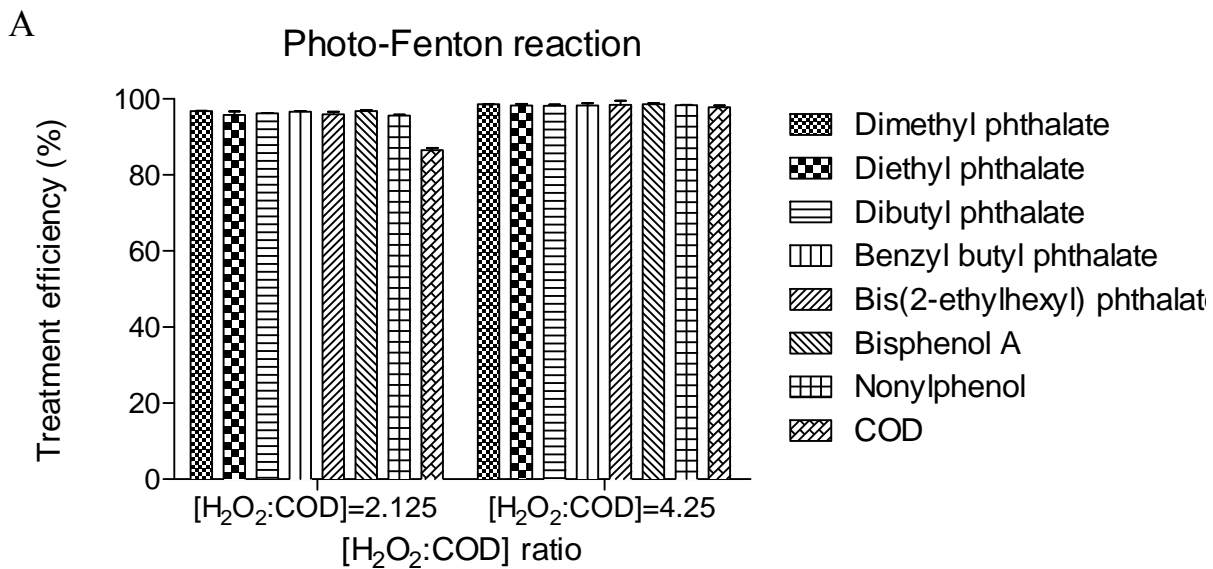 A
Photo-Fenton reaction
Treatment efficiency (%)
100
80
60
40
20
0
[H₂O₂:COD]=2.125
[H₂O₂:COD]=4.25
[H₂O₂:COD] ratio
Dimethyl phthalate
Diethyl phthalate
Dibutyl phthalate
Benzyl butyl phthalate
Bis(2-ethylhexyl) phthalat
Bisphenol A
Nonylphenol
COD